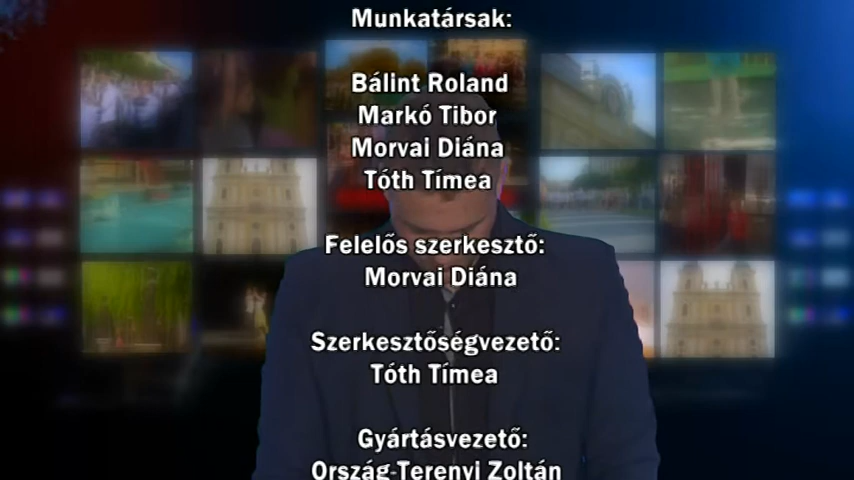 Munkatársak:
Bálint Roland
Markó Tibor
Morvai Diána
Tóth Tímea
Felelős szerkesztő:
Morvai Diána
Szerkesztőségvezető:
Tóth Tímea
Gyártásvezető:
Ország-Terenyi Zoltán